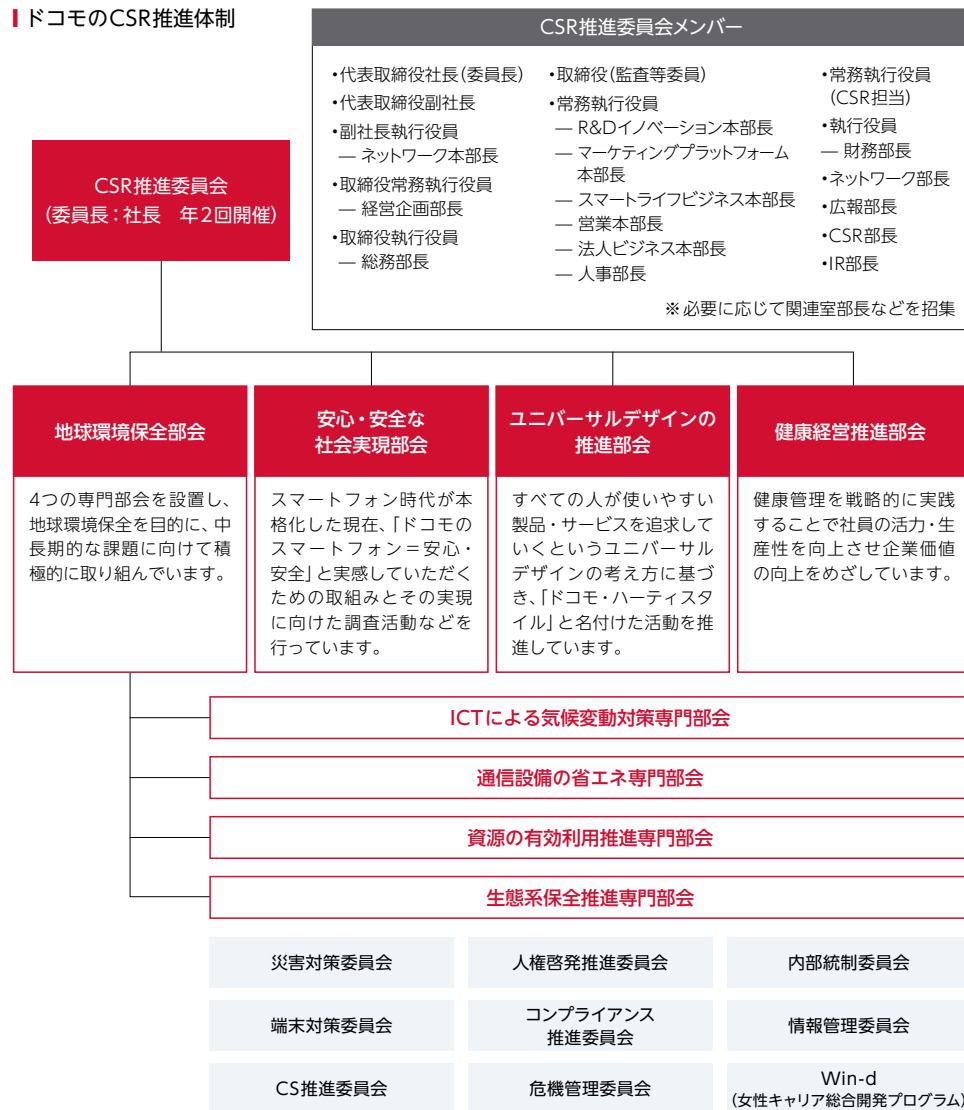 ドコモのCSR推進体制
CSR推進委員会メンバー
・代表取締役社長(委員長)
・代表取締役副社長
・副社長執行役員
― ネットワーク本部長
・取締役常務執行役員
― 経営企画部長
・取締役執行役員
― 総務部長
・取締役(監査等委員)
・常務執行役員
― R&Dイノベーション本部長
― マーケティングプラットフォーム
本部長
― スマートライフビジネス本部長
― 営業本部長
― 法人ビジネス本部長
― 人事部長
・常務執行役員
(CSR担当)
・執行役員
― 財務部長
・ネットワーク部長
・広報部長
・CSR部長
・IR部長
※必要に応じて関連室部長などを招集
CSR推進委員会
(委員長:社長 年2回開催)
地球環境保全部会
4つの専門部会を設置し、
地球環境保全を目的に、中
長期的な課題に向けて積
極的に取り組んでいます。
安心・安全な
社会実現部会
スマートフォン時代が本
格化した現在、「ドコモの
スマートフォン=安心・
安全」と実感していただく
ための取組みとその実現
に向けた調査活動などを
行っています。
ユニバーサルデザインの
推進部会
すべての人が使いやすい
製品・サービスを追求して
いくというユニバーサル
デザインの考え方に基づ
き、「ドコモ・ハーティスタ
イル」と名付けた活動を推
進しています。
健康経営推進部会
健康管理を戦略的に実践
することで社員の活力・生
産性を向上させ企業価値
の向上をめざしています。
ICTによる気候変動対策専門部会
通信設備の省エネ専門部会
資源の有効利用推進専門部会
生態系保全推進専門部会
災害対策委員会
人権啓発推進委員会
内部統制委員会
端末対策委員会
コンプライアンス
推進委員会
情報管理委員会
CS推進委員会
危機管理委員会
Win-d
(女性キャリア総合開発プログラム)